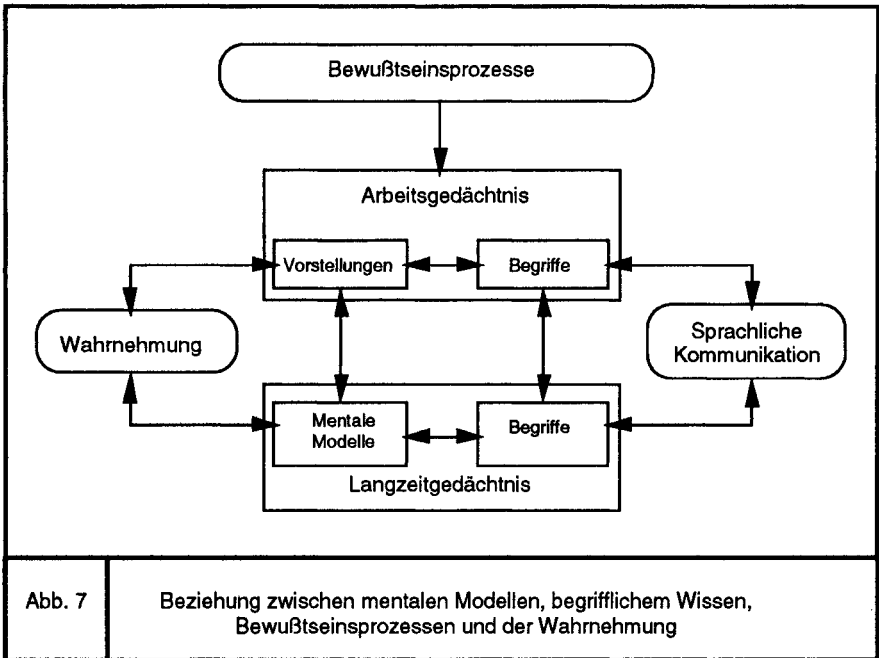 Bewußtseinsprozesse
Arbeitsgedächtnis
Vorstellungen
Begriffe
Wahrnehmung
Sprachliche
Kommunikation
Mentale
Modelle
Begriffe
Langzeitgedächtnis
Abb. 7
Beziehung zwischen mentalen Modellen, begrifflichem Wissen,
Bewußtseinsprozessen und der Wahrnehmung